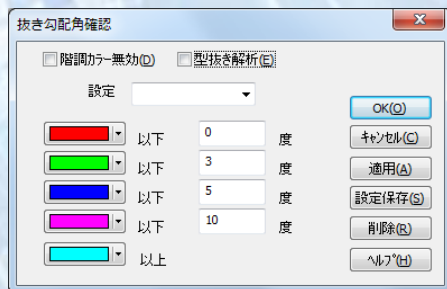 抜き勾配角確認
階調カラー無効(D)
型抜き解析(E)
設定
OK(O)
以下 0 度
キャンセル(C)
以下 3 度
適用(A)
以下 5 度
設定保存(S)
以下 10 度
削除(R)
以上
ヘルプ(H)